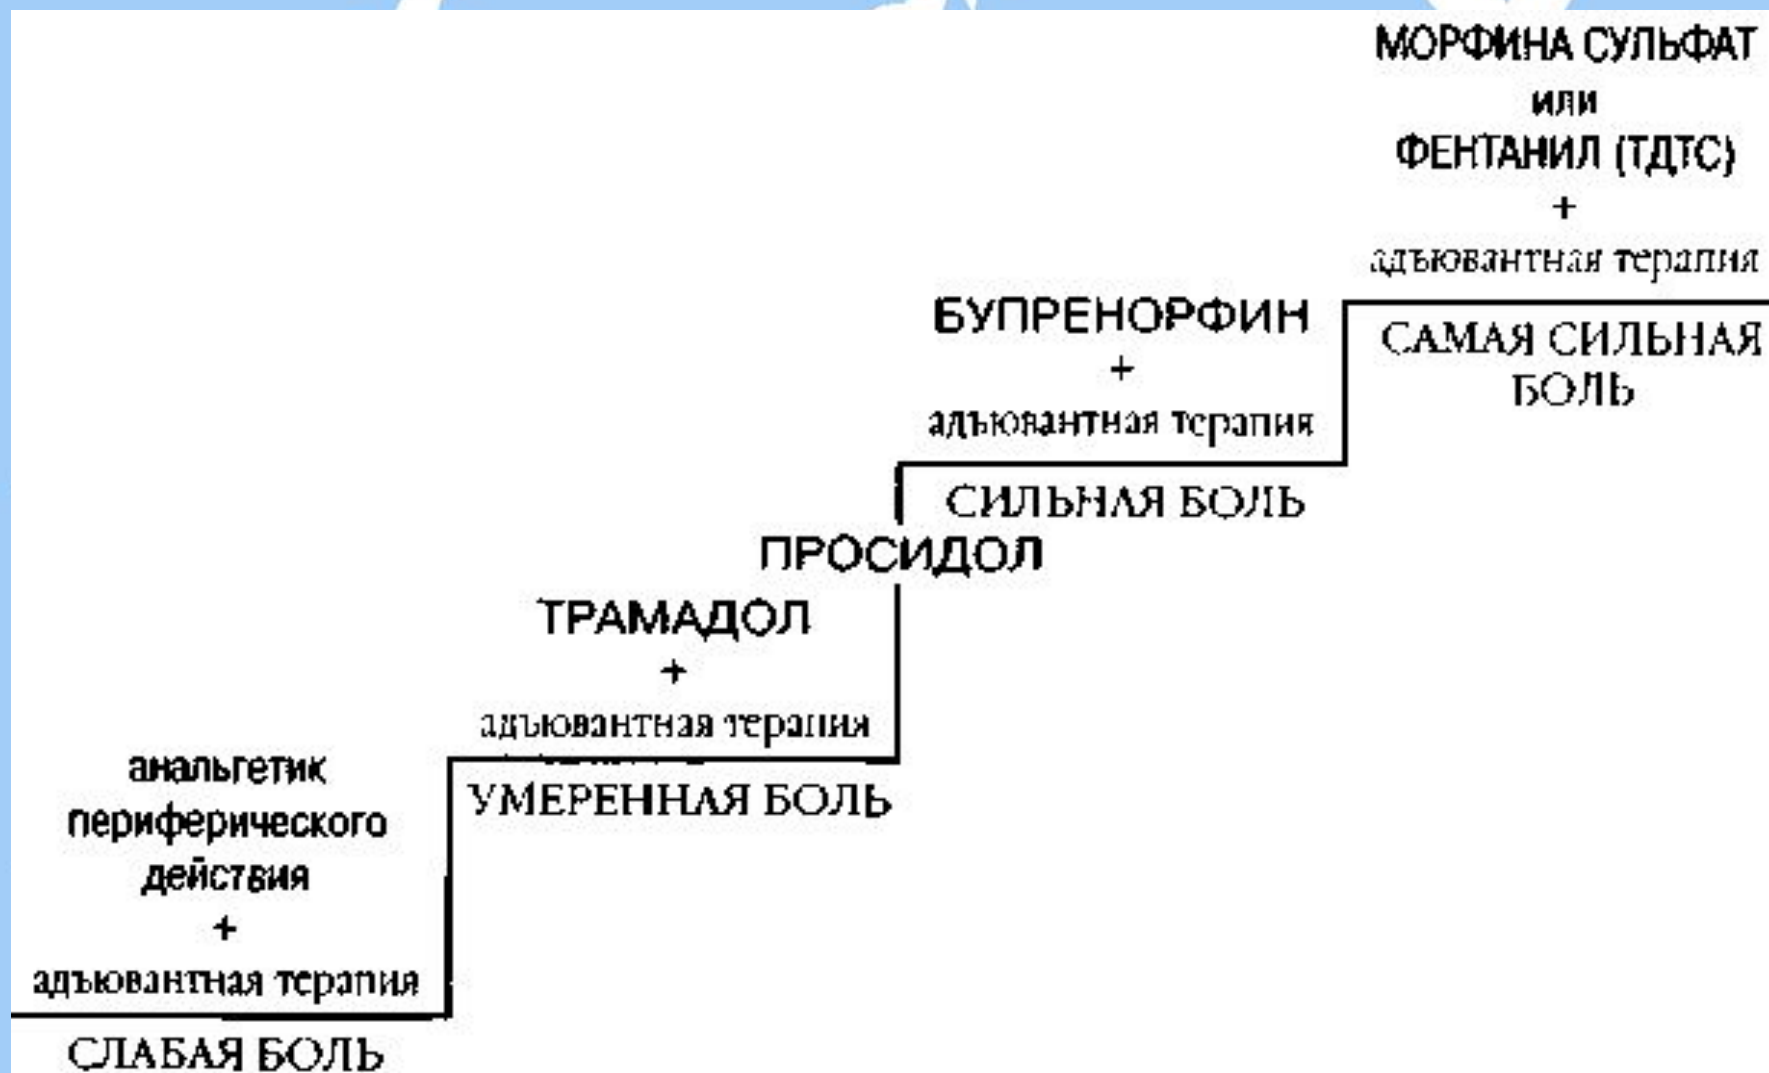 МОРФИНА СУЛЬФАТ
или
ФЕНТАНИЛ (ТДТС)
+
адъювантная терапия
САМАЯ СИЛЬНАЯ
БОЛЬ
БУПРЕНОРФИН
+
адъювантная терапия
СИЛЬНАЯ БОЛЬ
ПРОСИДОЛ
ТРАМАДОЛ
+
адъювантная терапия
УМЕРЕННАЯ БОЛЬ
анальгетик
периферического
действия
+
адъювантная терапия
СЛАБАЯ БОЛЬ